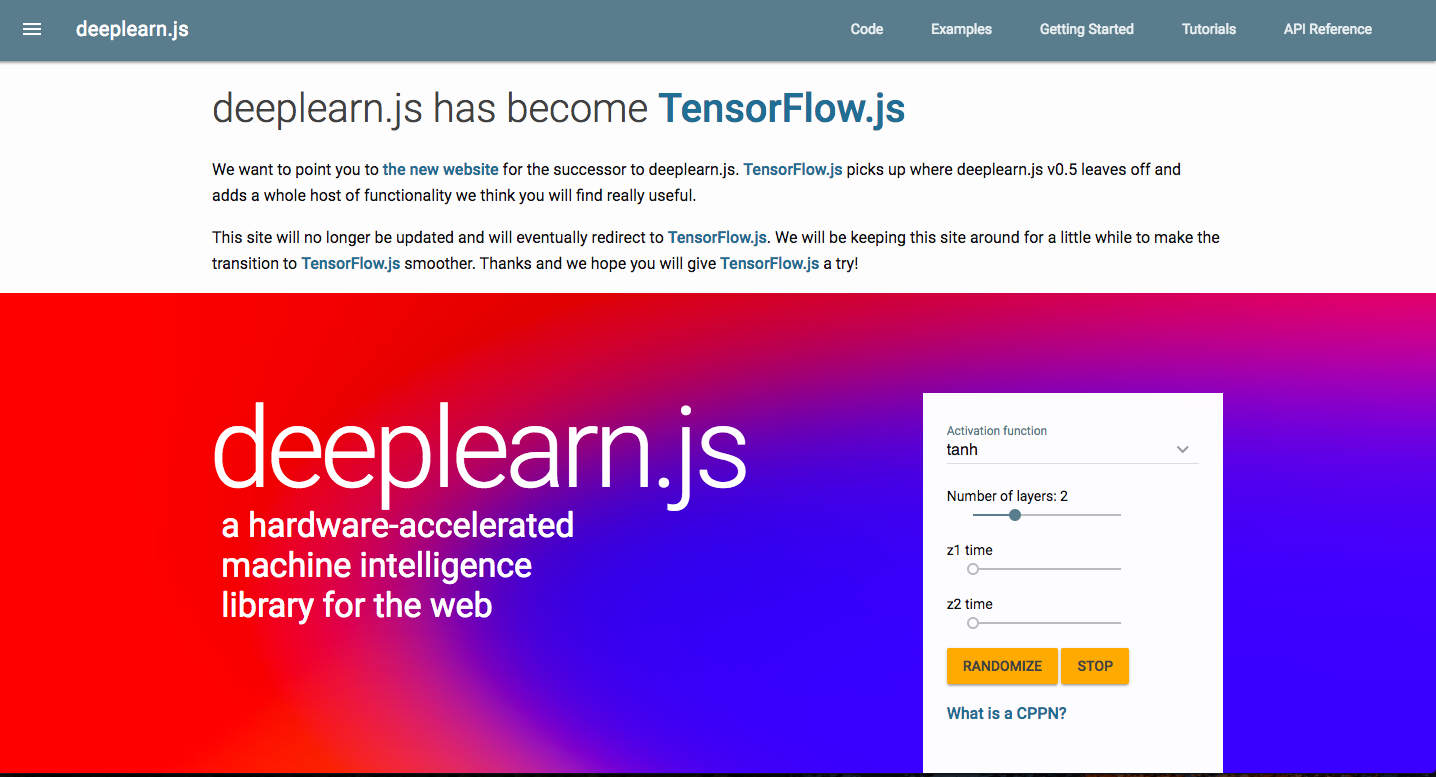 deeplearn.js
Code
Examples
Getting Started
Tutorials
API Reference
deeplearn.js has become TensorFlow.js
We want to point you to the new website for the successor to deeplearn.js. TensorFlow.js picks up where deeplearn.js v0.5 leaves off and
adds a whole host of functionality we think you will find really useful.
This site will no longer be updated and will eventually redirect to TensorFlow.js. We will be keeping this site around for a little while to make the
transition to TensorFlow.js smoother. Thanks and we hope you will give TensorFlow.js a try!
deeplearn.js
a hardware-accelerated
machine intelligence
library for the web
Activation function
tanh
Number of layers: 2
z1 time
z2 time
RANDOMIZE
STOP
What is a CPPN?